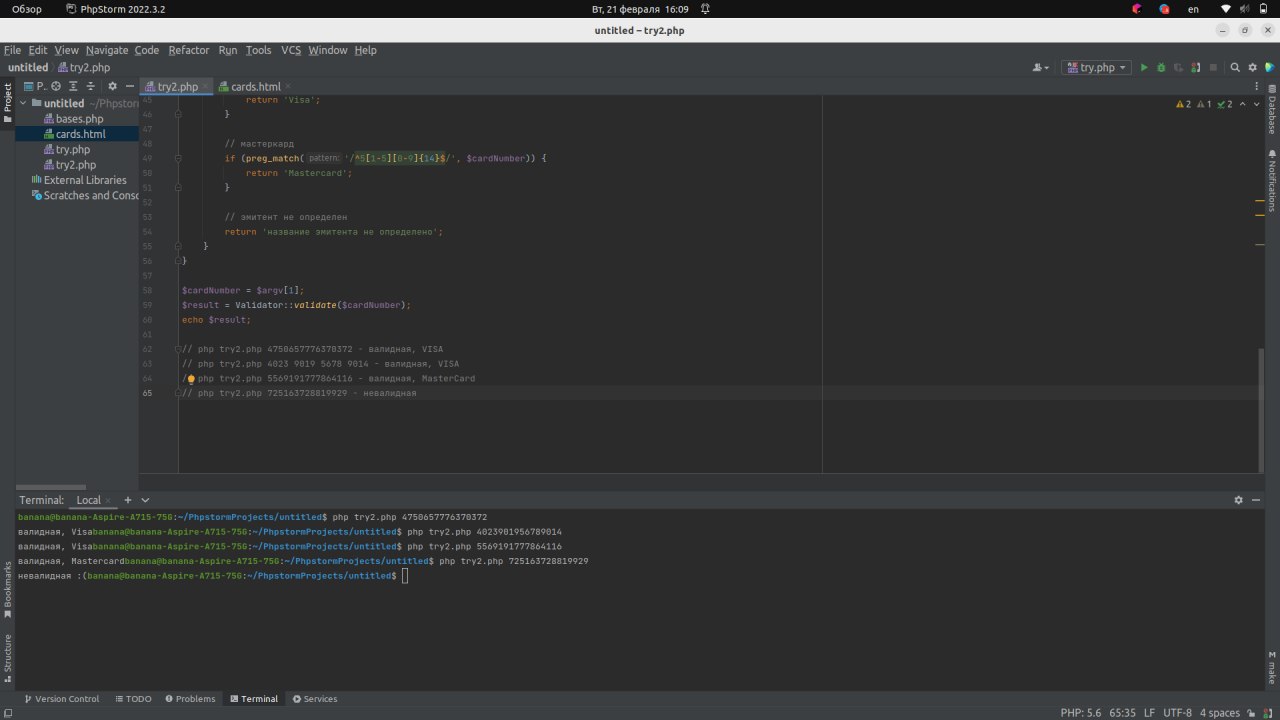 Обзор PhpStorm 2022.3.2 Вт, 21 февраля 16:09 en
untitled – try2.php
File Edit View Navigate Code Refactor Run Tools VCS Window Help
untitled try2.php try.php
Project
P.. try2.php cards.html
untitled ~/Phpstorm
bases.php
cards.html
try.php
try2.php
External Libraries
Scratches and Conso
2 1 2
45 return 'Visa';
46 }
47
48 // мастеркард
49 if (preg_match( pattern: '/^5[1-5][0-9]{14}$/', $cardNumber)) {
50 return 'Mastercard';
51 }
52
53 // эмитент не определен
54 return 'название эмитента не определено';
55 }
56 }
57
58 $cardNumber = $argv[1];
59 $result = Validator::validate($cardNumber);
60 echo $result;
61
62 // php try2.php 4750657776370372 - валидная, VISA
63 // php try2.php 4023 9019 5678 9014 - валидная, VISA
64 / php try2.php 5569191777864116 - валидная, MasterCard
65 // php try2.php 725163728819929 - невалидная
Database
Notifications
make
Terminal: Local
banana@banana-Aspire-A715-75G:~/PhpstormProjects/untitled$ php try2.php 4750657776370372
валидная, Visabanana@banana-Aspire-A715-75G:~/PhpstormProjects/untitled$ php try2.php 4023901956789014
валидная, Visabanana@banana-Aspire-A715-75G:~/PhpstormProjects/untitled$ php try2.php 5569191777864116
валидная, Mastercardbanana@banana-Aspire-A715-75G:~/PhpstormProjects/untitled$ php try2.php 725163728819929
невалидная :(banana@banana-Aspire-A715-75G:~/PhpstormProjects/untitled$
Bookmarks
Structure
Version Control TODO Problems Terminal Services
PHP: 5.6 65:35 LF UTF-8 4 spaces